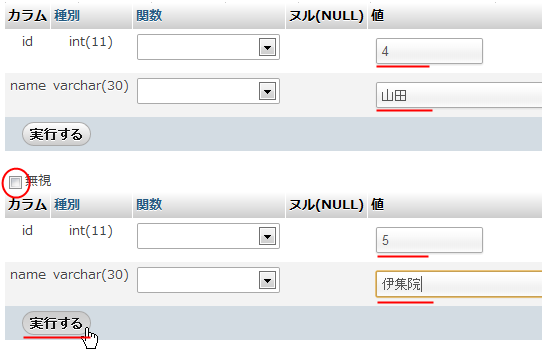 カラム 種別 関数 ヌル(NULL) 値
id int(11) 4
name varchar(30) 山田
実行する
無視
カラム 種別 関数 ヌル(NULL) 値
id int(11) 5
name varchar(30) 伊集院
実行する